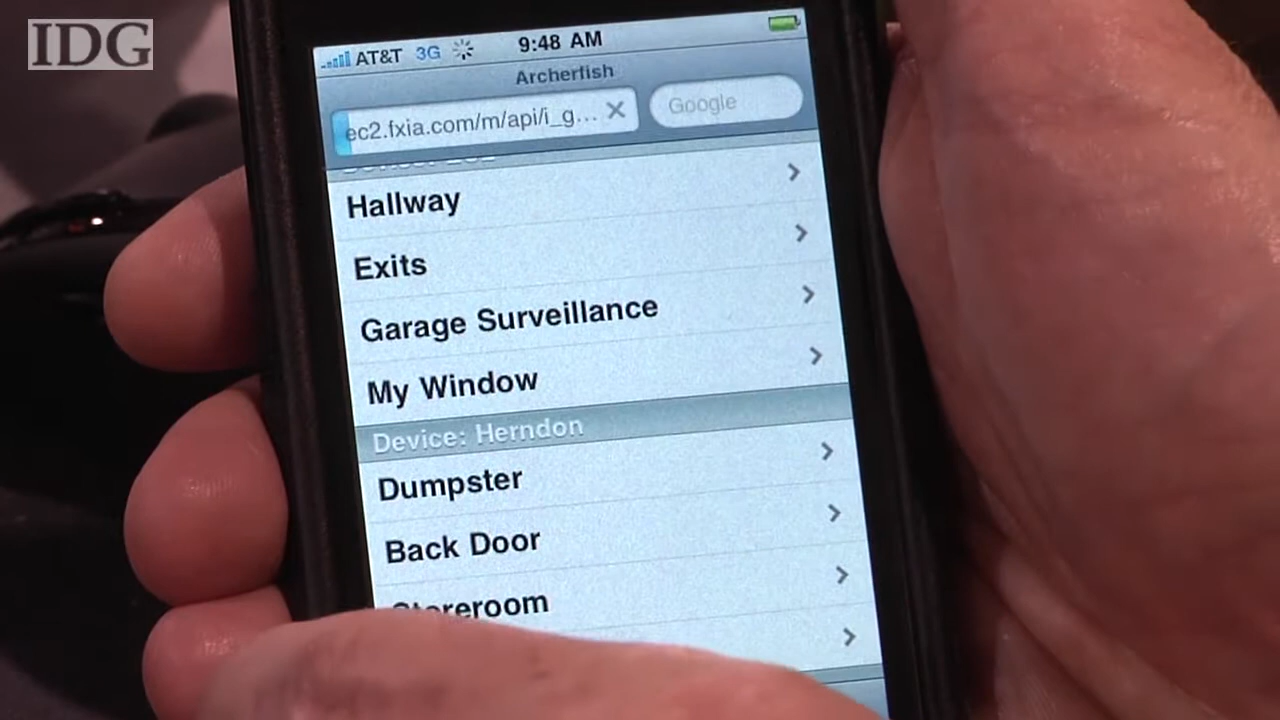 IDG
AT&T 3G 9:48 AM
Archerfish
ec2.fxia.com/m/api/i_g... Google
Hallway
Exits
Garage Surveillance
My Window
Device: Herndon
Dumpster
Back Door
Storeroom